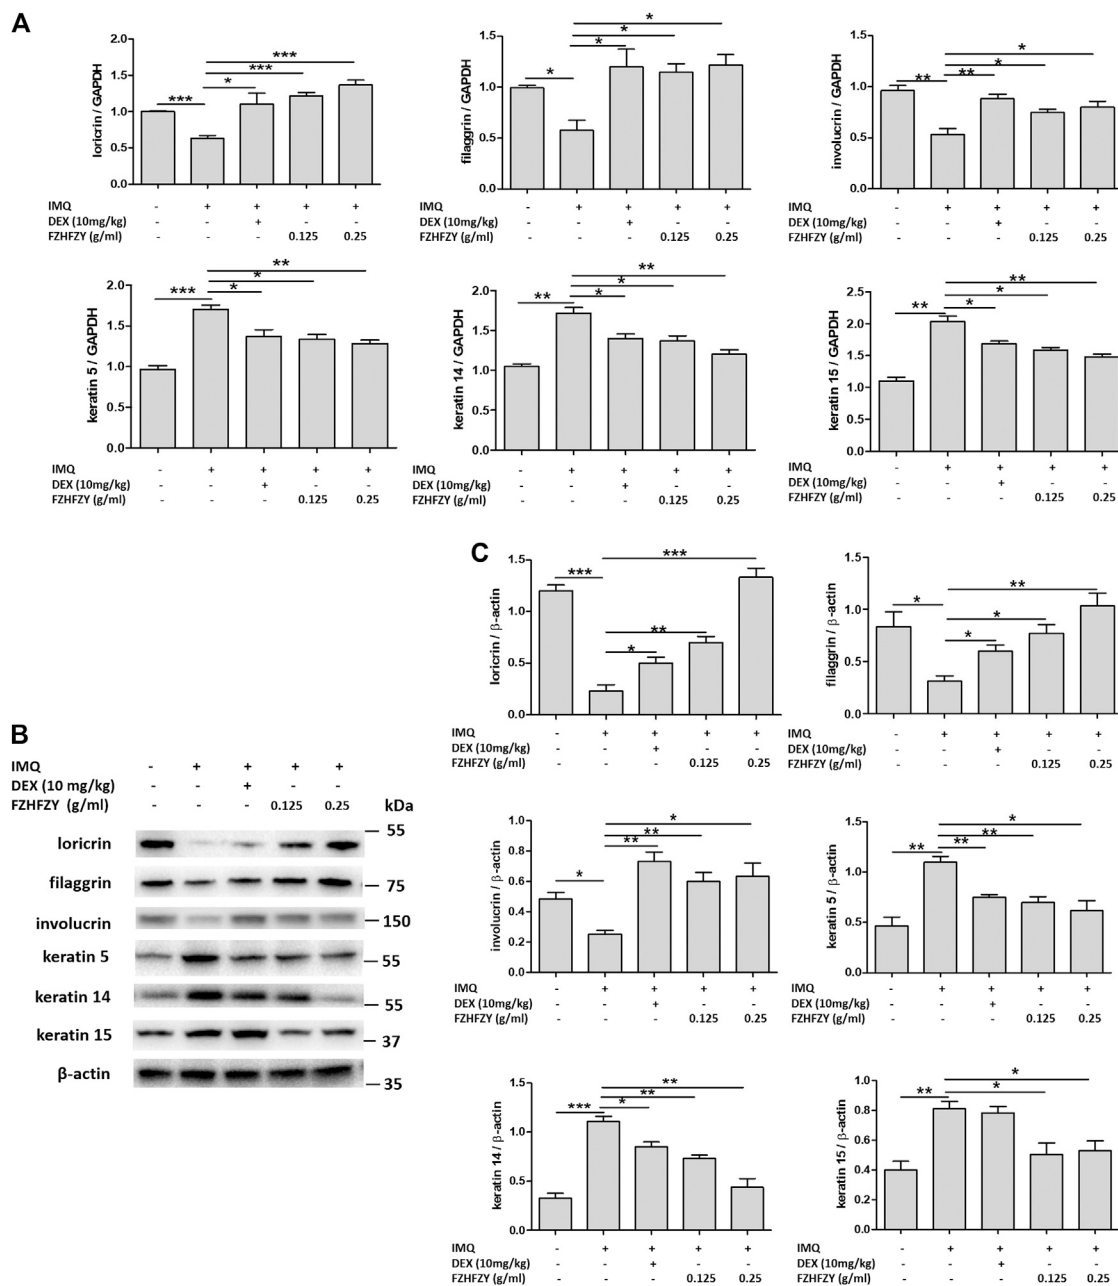 A
***
***
*
***
loricrin / GAPDH
2.0
1.5
1.0
0.5
0.0
IMQ - + + + +
DEX (10mg/kg) - - + - -
FZHFZY (g/ml) - - - 0.125 0.25
*
*
*
*
filaggrin / GAPDH
1.5
1.0
0.5
0.0
- + + + +
- - + - -
- - - 0.125 0.25
*
*
** **
involucrin / GAPDH
1.5
1.0
0.5
0.0
IMQ - + + + +
DEX (10mg/kg) - - + - -
FZHFZY (g/ml) - - - 0.125 0.25
**
*
*** *
keratin 5 / GAPDH
2.0
1.5
1.0
0.5
0.0
IMQ - + + + +
DEX (10mg/kg) - - + - -
FZHFZY (g/ml) - - - 0.125 0.25
**
*
** *
keratin 14 / GAPDH
2.0
1.5
1.0
0.5
0.0
IMQ - + + + +
DEX (10mg/kg) - - + - -
FZHFZY (g/ml) - - - 0.125 0.25
**
*
** *
keratin 15 / GAPDH
2.5
2.0
1.5
1.0
0.5
0.0
IMQ - + + + +
DEX (10mg/kg) - - + - -
FZHFZY (g/ml) - - - 0.125 0.25
B
IMQ - + + + +
DEX (10 mg/kg) - - + - -
FZHFZY (g/ml) - - - 0.125 0.25 kDa
loricrin 55
filaggrin 75
involucrin 150
keratin 5 55
keratin 14 55
keratin 15 37
β-actin 35
C
***
***
**
*
loricrin / β-actin
1.5
1.0
0.5
0.0
IMQ - + + + +
DEX (10mg/kg) - - + - -
FZHFZY (g/ml) - - - 0.125 0.25
**
*
*
*
filaggrin / β-actin
1.5
1.0
0.5
0.0
IMQ - + + + +
DEX (10mg/kg) - - + - -
FZHFZY (g/ml) - - - 0.125 0.25
*
**
**
*
involucrin / β-actin
1.0
0.8
0.6
0.4
0.2
0.0
IMQ - + + + +
DEX (10mg/kg) - - + - -
FZHFZY (g/ml) - - - 0.125 0.25
*
**
** **
keratin 5 / β-actin
1.5
1.0
0.5
0.0
IMQ - + + + +
DEX (10mg/kg) - - + - -
FZHFZY (g/ml) - - - 0.125 0.25
**
**
*** *
keratin 14 / β-actin
1.5
1.0
0.5
0.0
IMQ - + + + +
DEX (10mg/kg) - - + - -
FZHFZY (g/ml) - - - 0.125 0.25
*
** *
keratin 15 / β-actin
1.0
0.8
0.6
0.4
0.2
0.0
IMQ - + + + +
DEX (10mg/kg) - - + - -
FZHFZY (g/ml) - - - 0.125 0.25